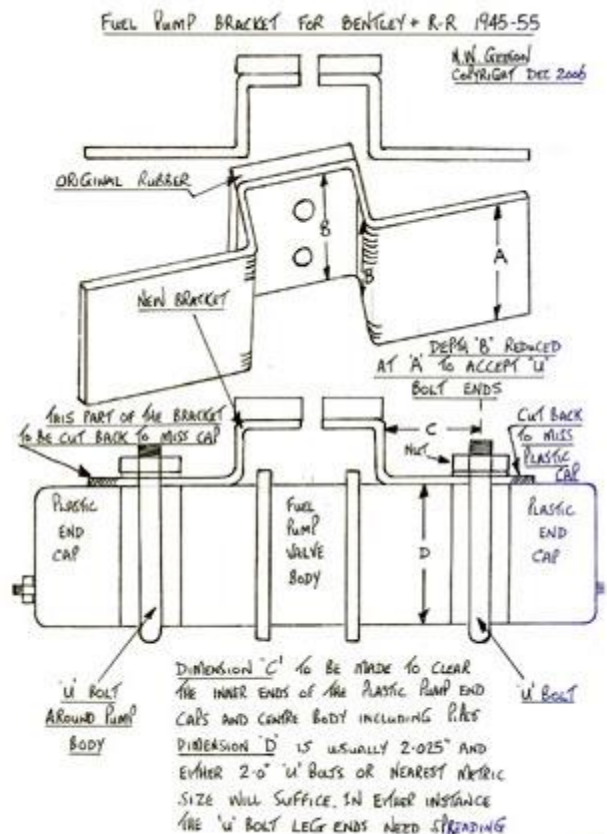 FUEL PUMP BRACKET FOR BENTLEY + R-R 1945-55
N.W. GEESON
COPYRIGHT DEC 2006
ORIGINAL RUBBER
B
B
A
NEW BRACKET
DEPTH 'B' REDUCED
AT 'A' TO ACCEPT 'U'
BOLT ENDS
THIS PART OF THE BRACKET
TO BE CUT BACK TO MISS CAP
C
NUT
CUT BACK
TO MISS
PLASTIC
CAP
PLASTIC
END
CAP
FUEL
PUMP
VALVE
BODY
D
PLASTIC
END
CAP
'U' BOLT
AROUND PUMP
BODY
'U' BOLT
DIMENSION 'C' TO BE MADE TO CLEAR
THE INNER ENDS OF THE PLASTIC PUMP END
CAPS AND CENTRE BODY INCLUDING PIPES
DIMENSION 'D' IS USUALLY 2.025" AND
EITHER 2.0" 'U' BOLTS OR NEAREST METRIC
SIZE WILL SUFFICE. IN EITHER INSTANCE
THE 'U' BOLT LEG ENDS NEED SPREADING